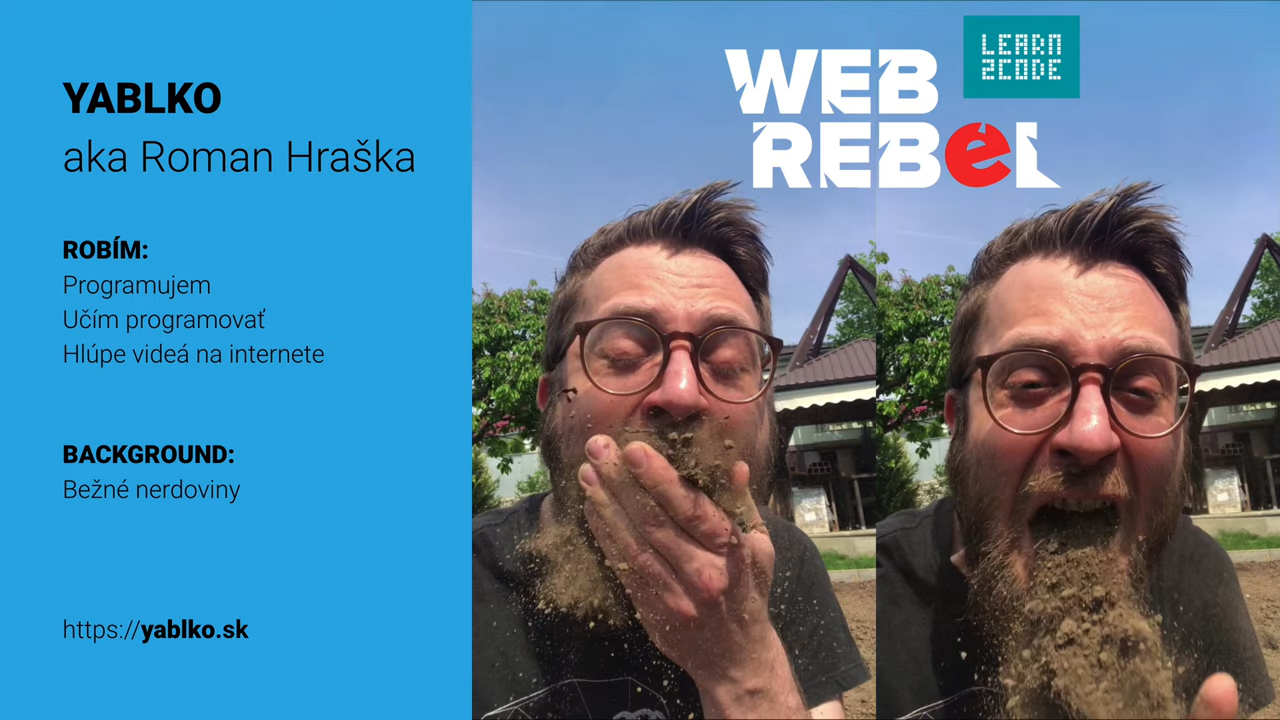 YABLKO
aka Roman Hraška
ROBÍM:
Programujem
Učím programovať
Hlúpe videá na internete
BACKGROUND:
Bežné nerdoviny
https://yablko.sk
WEB
REBeL
LEARN
2CODE